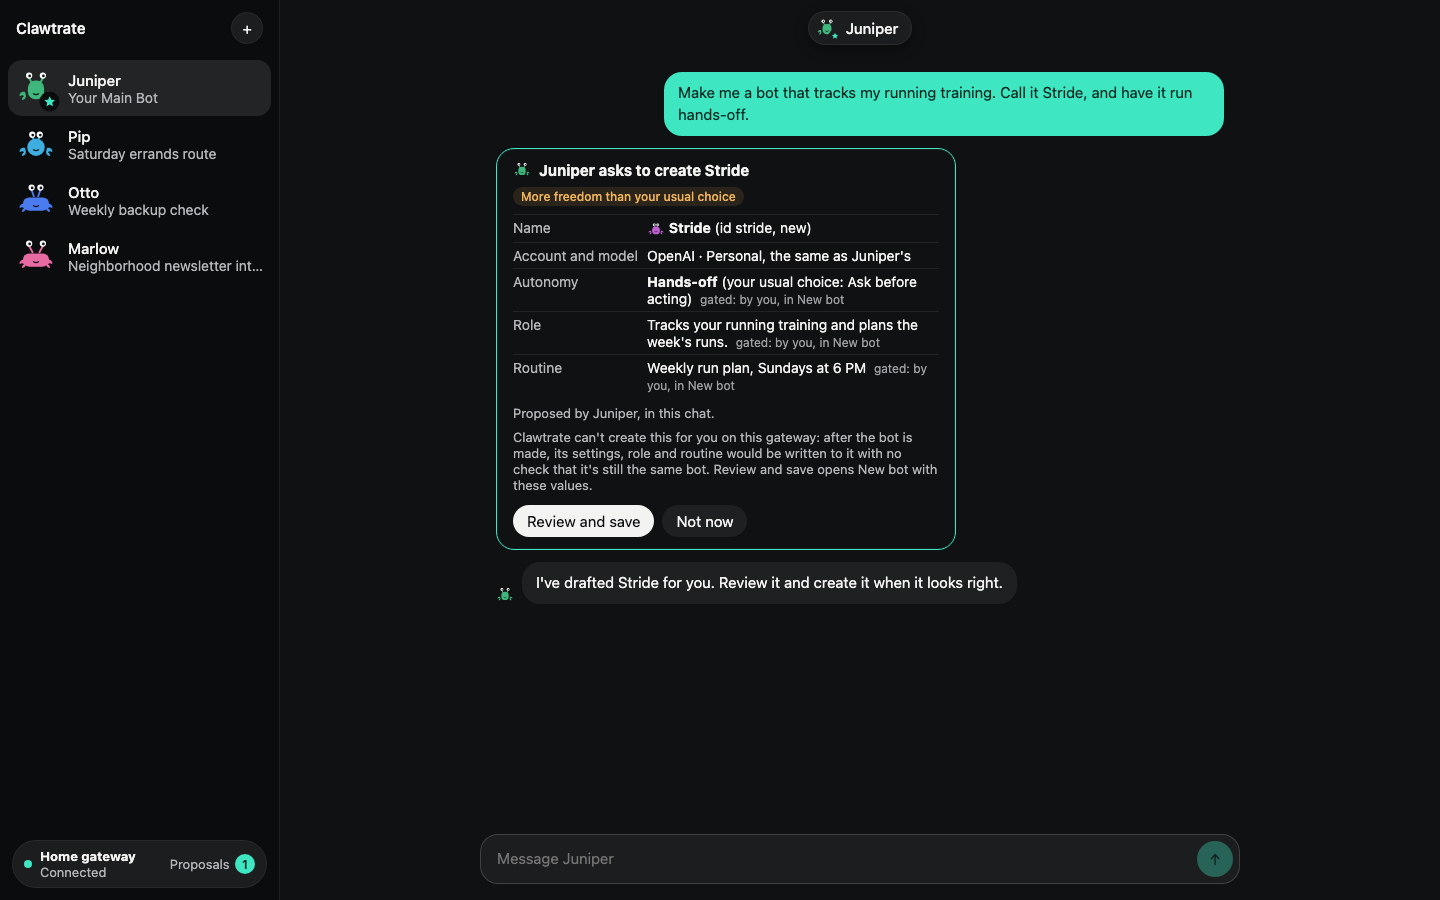 Clawtrate
+
Juniper
Your Main Bot
Pip
Saturday errands route
Otto
Weekly backup check
Marlow
Neighborhood newsletter int...
Home gateway
Connected
Proposals 1
Juniper
Make me a bot that tracks my running training. Call it Stride, and have it run
hands-off.
Juniper asks to create Stride
More freedom than your usual choice
Name Stride (id stride, new)
Account and model OpenAI · Personal, the same as Juniper's
Autonomy Hands-off (your usual choice: Ask before
acting) gated: by you, in New bot
Role Tracks your running training and plans the
week's runs. gated: by you, in New bot
Routine Weekly run plan, Sundays at 6 PM gated: by
you, in New bot
Proposed by Juniper, in this chat.
Clawtrate can't create this for you on this gateway: after the bot is
made, its settings, role and routine would be written to it with no
check that it's still the same bot. Review and save opens New bot with
these values.
Review and save Not now
I've drafted Stride for you. Review it and create it when it looks right.
Message Juniper